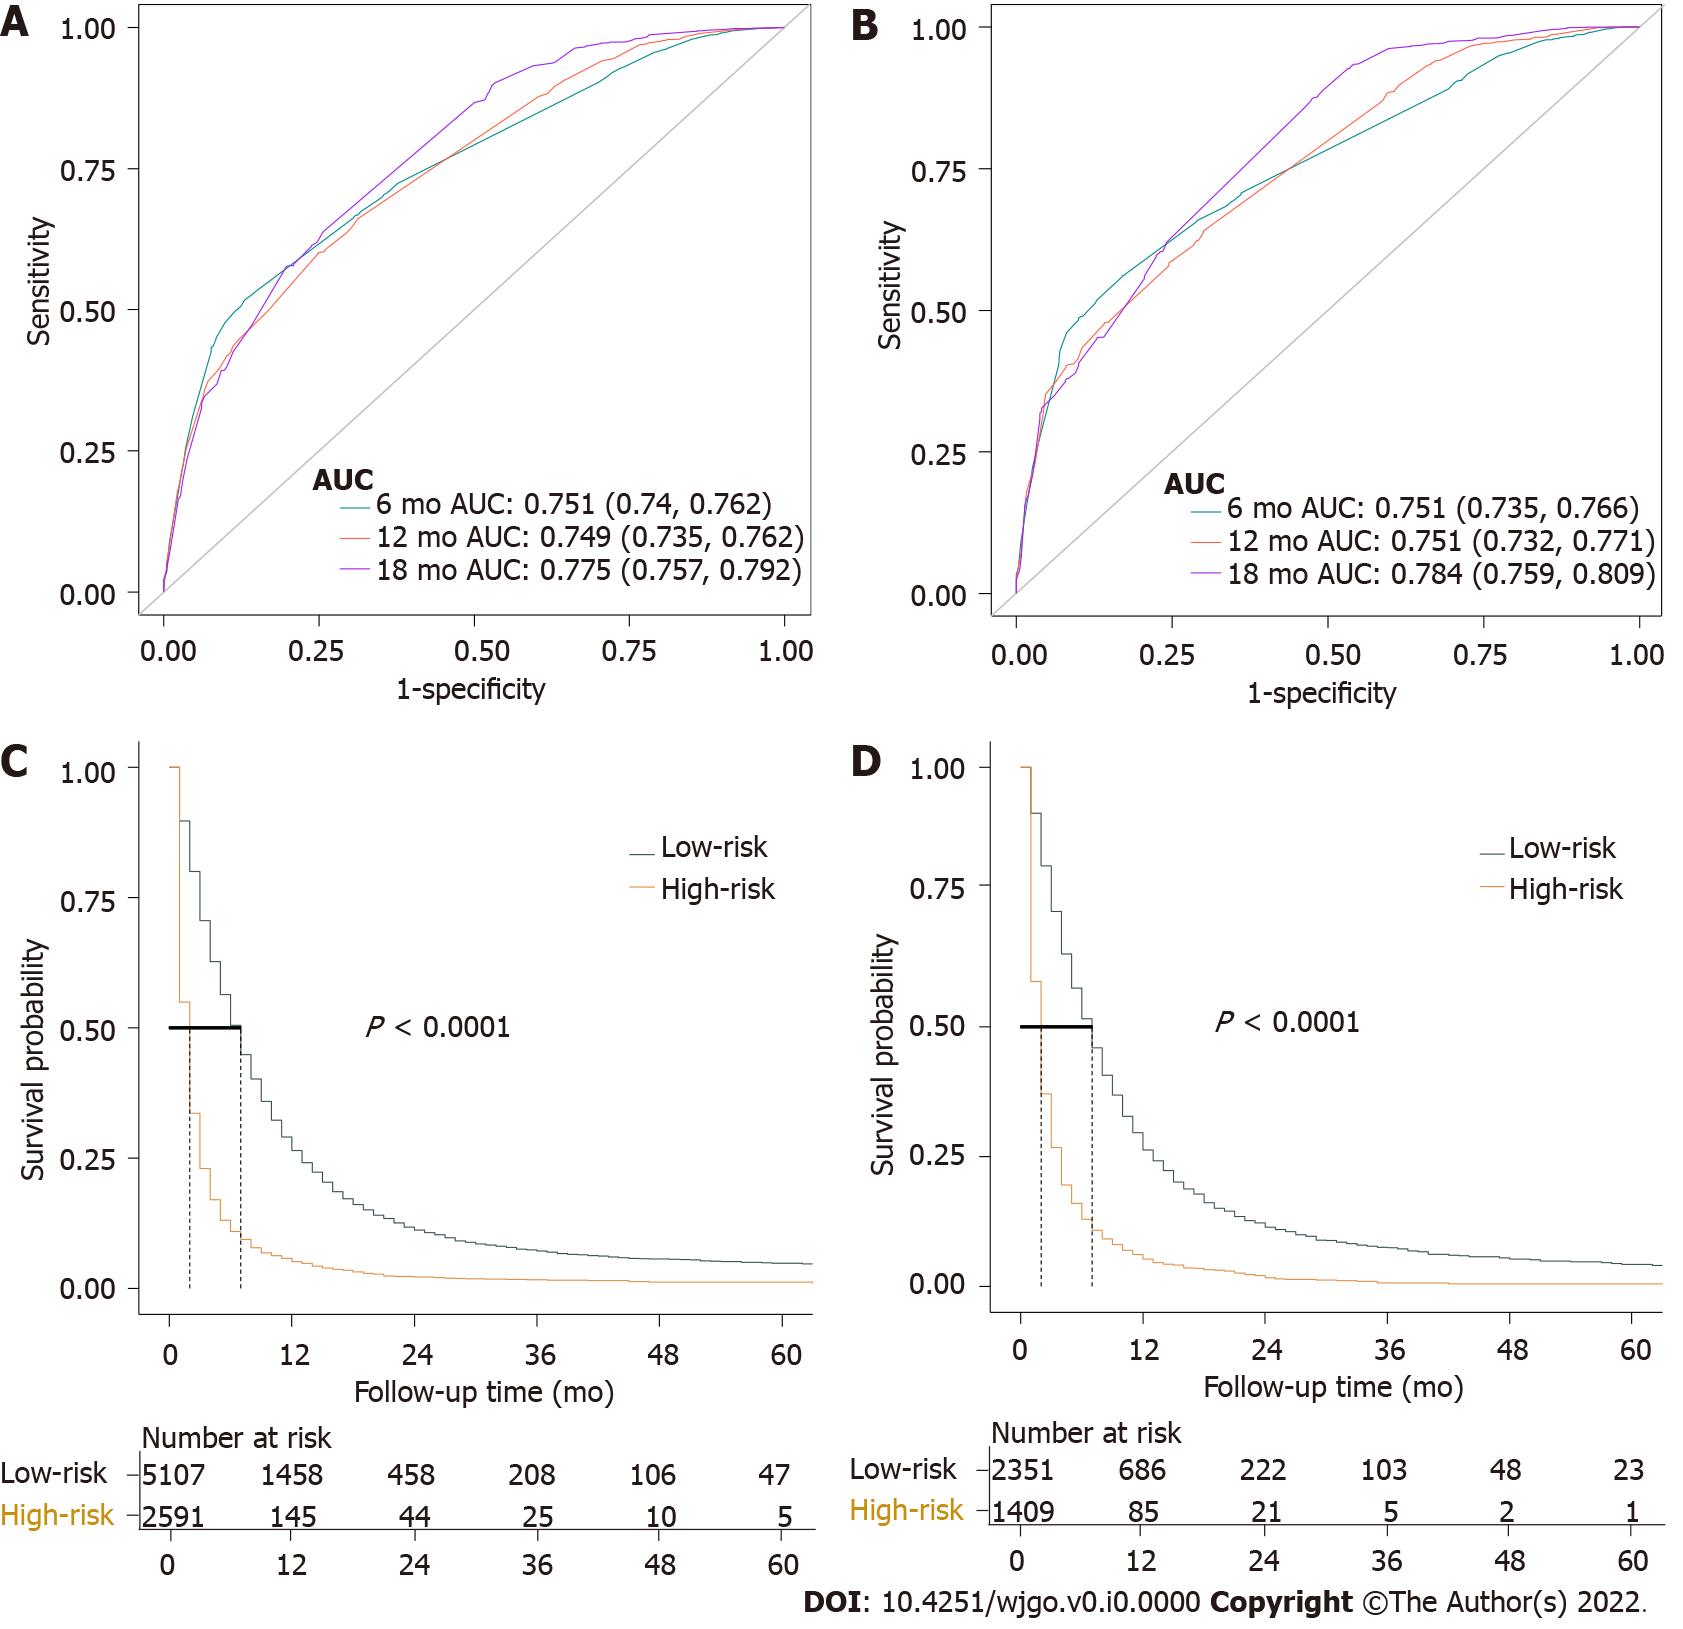 A
1.00
0.75
0.50
0.25
0.00
Sensitivity
AUC
6 mo AUC: 0.751 (0.74, 0.762)
12 mo AUC: 0.749 (0.735, 0.762)
18 mo AUC: 0.775 (0.757, 0.792)
0.00 0.25 0.50 0.75 1.00
1-specificity
B
1.00
0.75
0.50
0.25
0.00
Sensitivity
AUC
6 mo AUC: 0.751 (0.735, 0.766)
12 mo AUC: 0.751 (0.732, 0.771)
18 mo AUC: 0.784 (0.759, 0.809)
0.00 0.25 0.50 0.75 1.00
1-specificity
C
1.00
0.75
0.50
0.25
0.00
Survival probability
Low-risk
High-risk
P < 0.0001
0 12 24 36 48 60
Follow-up time (mo)
Number at risk
Low-risk 5107 1458 458 208 106 47
High-risk 2591 145 44 25 10 5
0 12 24 36 48 60
D
1.00
0.75
0.50
0.25
0.00
Survival probability
Low-risk
High-risk
P < 0.0001
0 12 24 36 48 60
Follow-up time (mo)
Number at risk
Low-risk 2351 686 222 103 48 23
High-risk 1409 85 21 5 2 1
0 12 24 36 48 60
DOI: 10.4251/wjgo.v0.i0.0000 Copyright ©The Author(s) 2022.